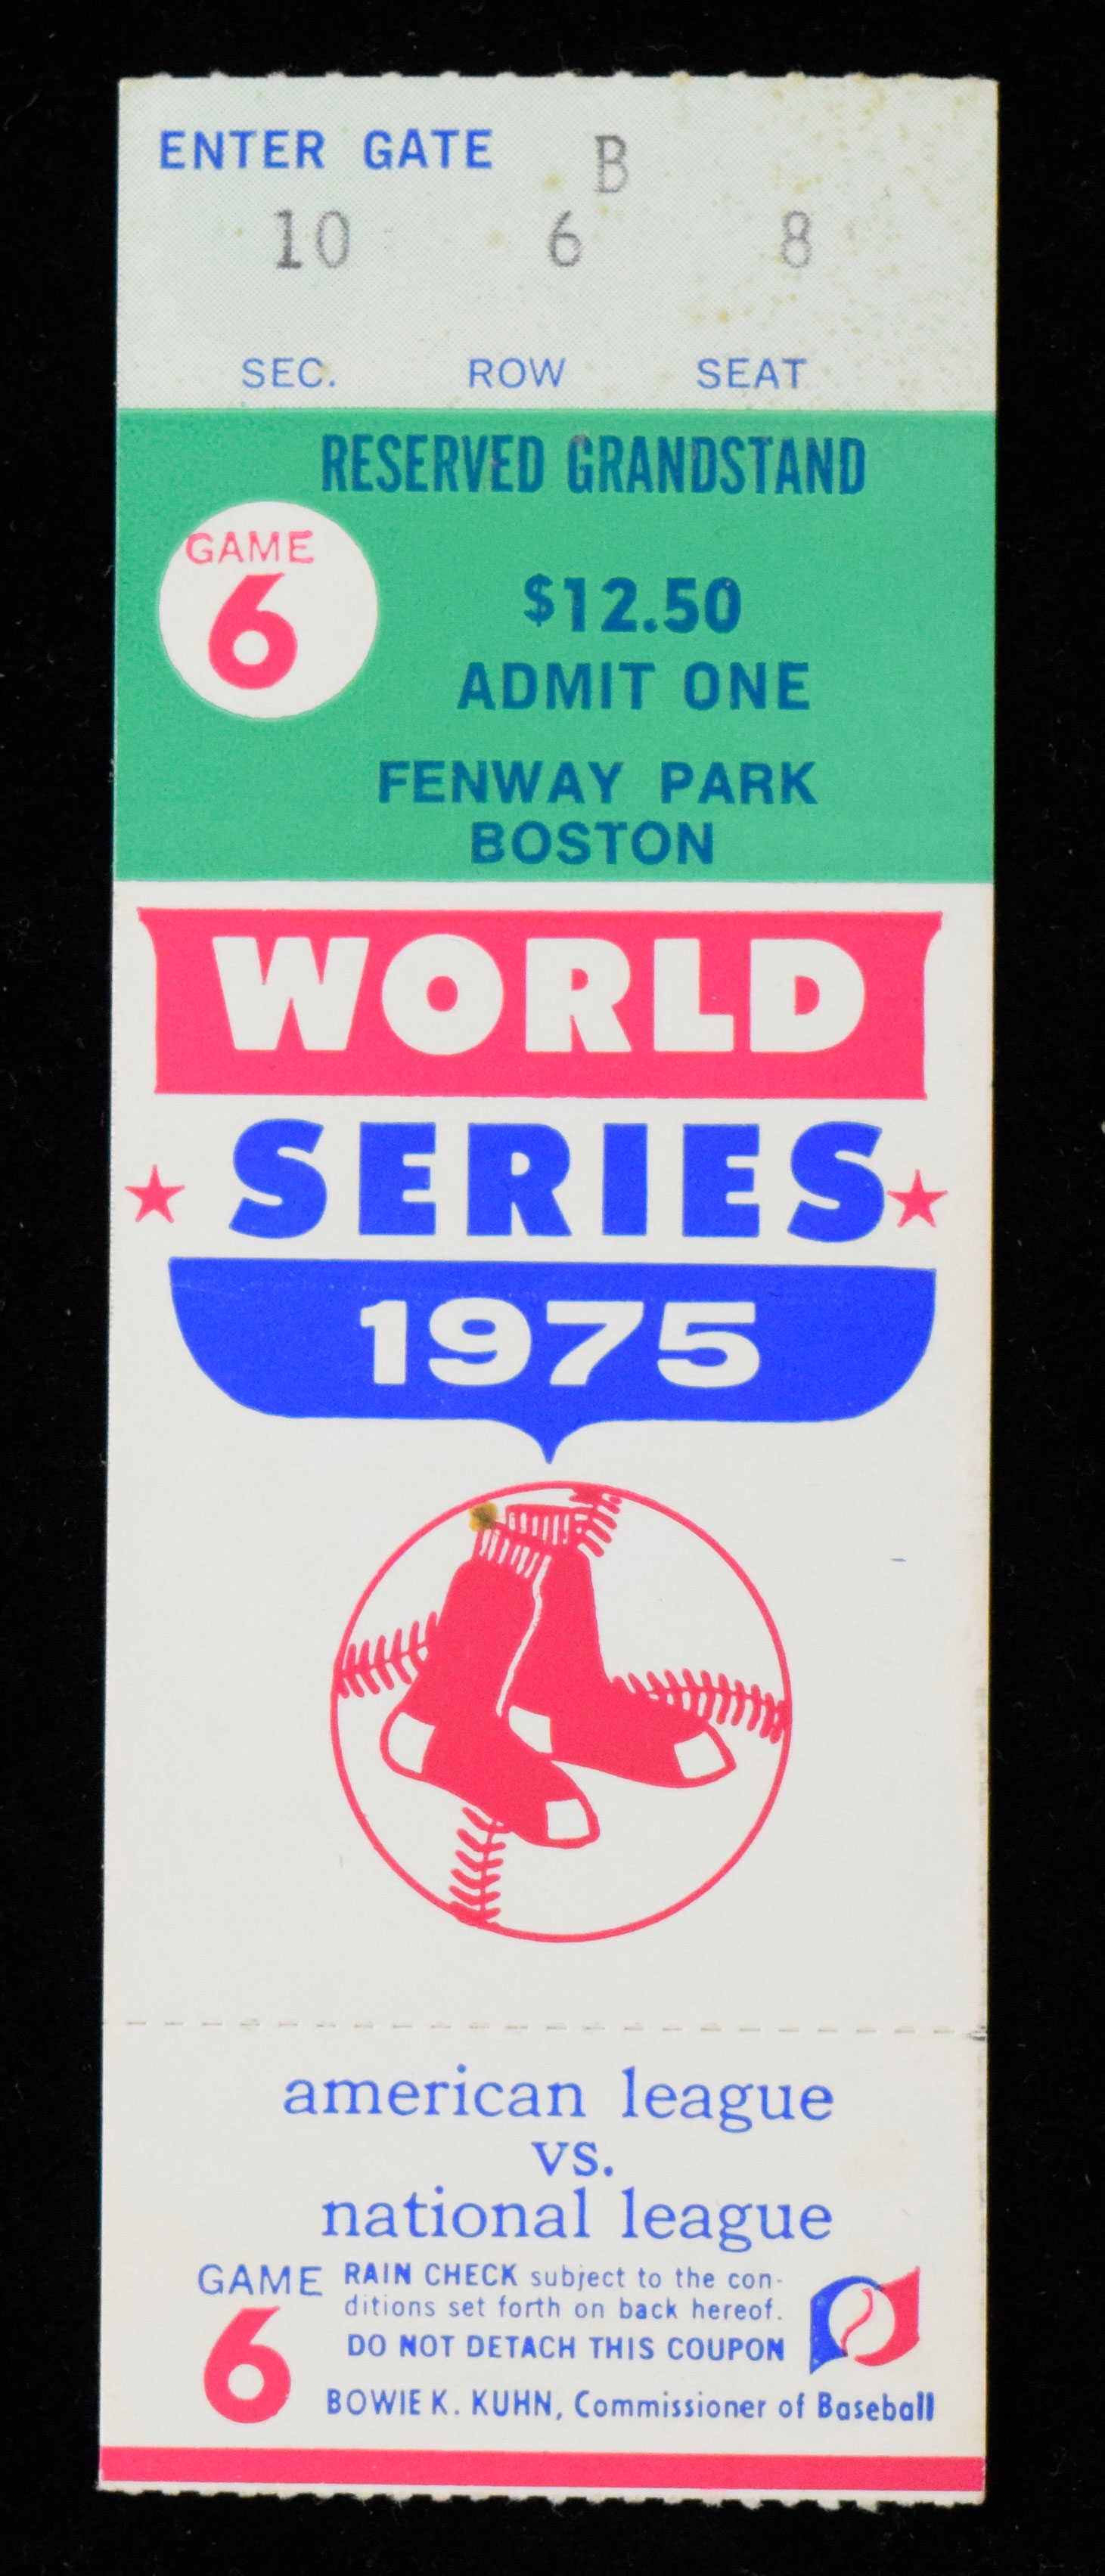 ENTER GATE B
10 6 8
SEC. ROW SEAT
RESERVED GRANDSTAND
GAME
6
$12.50
ADMIT ONE
FENWAY PARK
BOSTON
WORLD
SERIES
1975
american league
vs.
national league
GAME
6
RAIN CHECK subject to the con-
ditions set forth on back hereof.
DO NOT DETACH THIS COUPON
BOWIE K. KUHN, Commissioner of Baseball